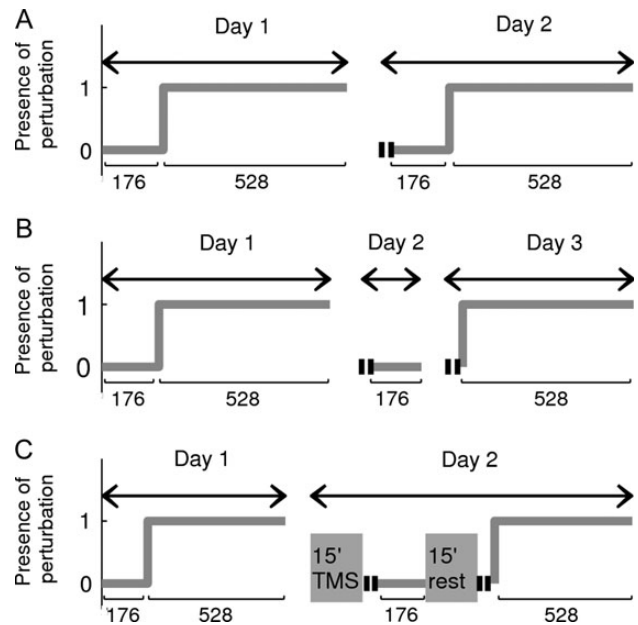 A
Day 1
Day 2
Presence of
perturbation
1
0
176
528
176
528
B
Day 1
Day 2
Day 3
Presence of
perturbation
1
0
176
528
176
528
C
Day 1
Day 2
Presence of
perturbation
1
0
15'
TMS
15'
rest
176
528
176
528